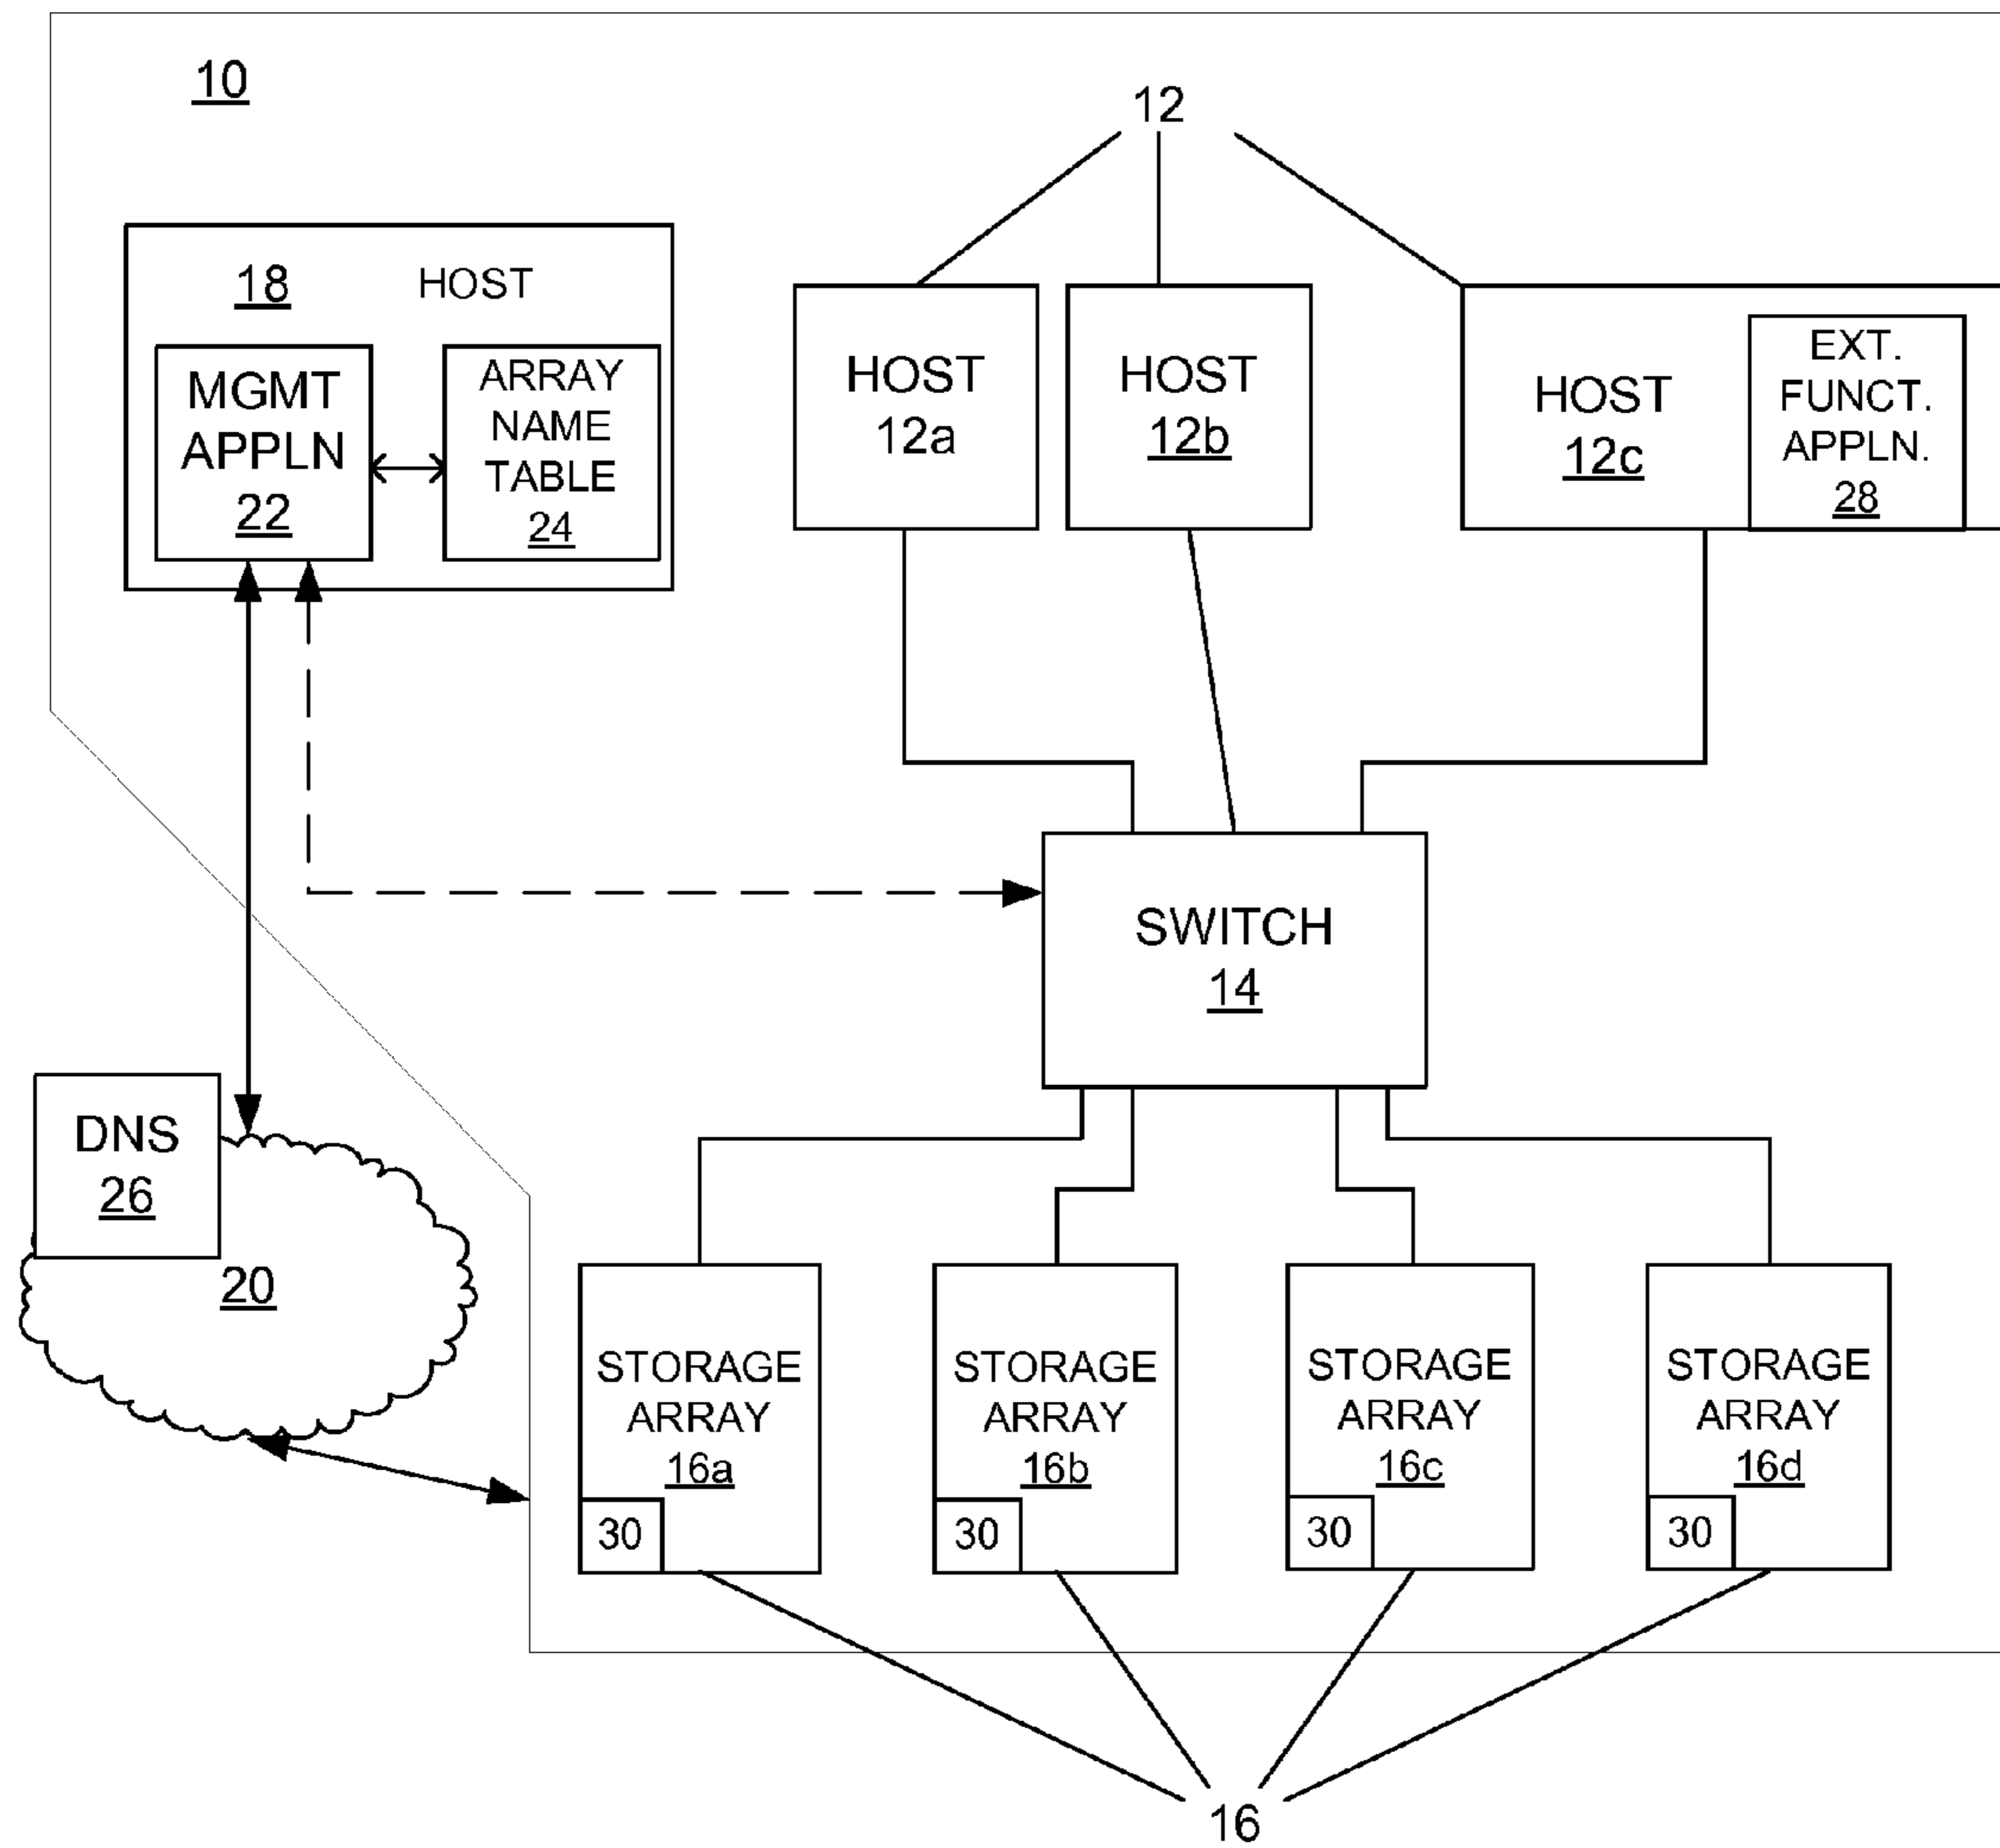 10
12
18 HOST
MGMT
APPLN
22
ARRAY
NAME
TABLE
24
HOST
12a
HOST
12b
HOST
12c
EXT.
FUNCT.
APPLN.
28
SWITCH
14
DNS
26
20
STORAGE
ARRAY
16a
30
STORAGE
ARRAY
16b
30
STORAGE
ARRAY
16c
30
STORAGE
ARRAY
16d
30
16